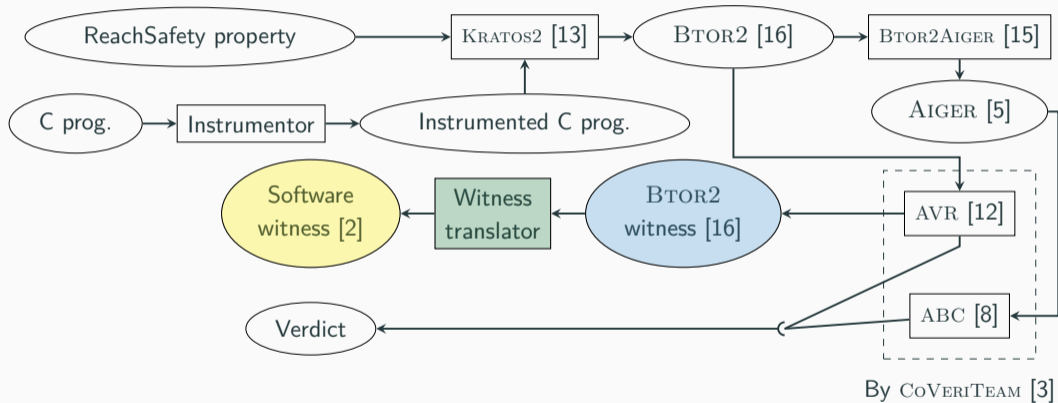 ReachSafety property
Kratos2 [13]
Btor2 [16]
Btor2Aiger [15]
C prog.
Instrumentor
Instrumented C prog.
Aiger [5]
Software
witness [2]
Witness
translator
Btor2
witness [16]
AVR [12]
Verdict
ABC [8]
By CoVeriTeam [3]